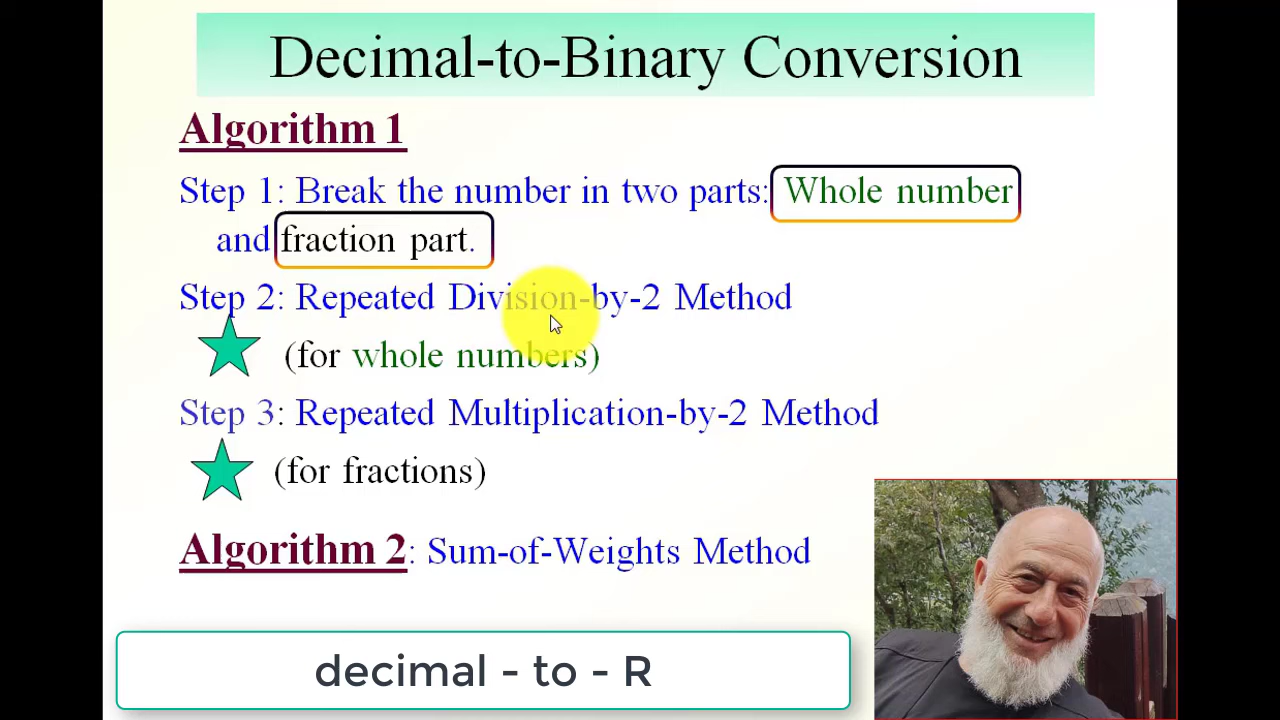 Decimal-to-Binary Conversion
Algorithm 1
Step 1: Break the number in two parts: Whole number
and fraction part.
Step 2: Repeated Division-by-2 Method
(for whole numbers)
Step 3: Repeated Multiplication-by-2 Method
(for fractions)
Algorithm 2: Sum-of-Weights Method
decimal - to - R